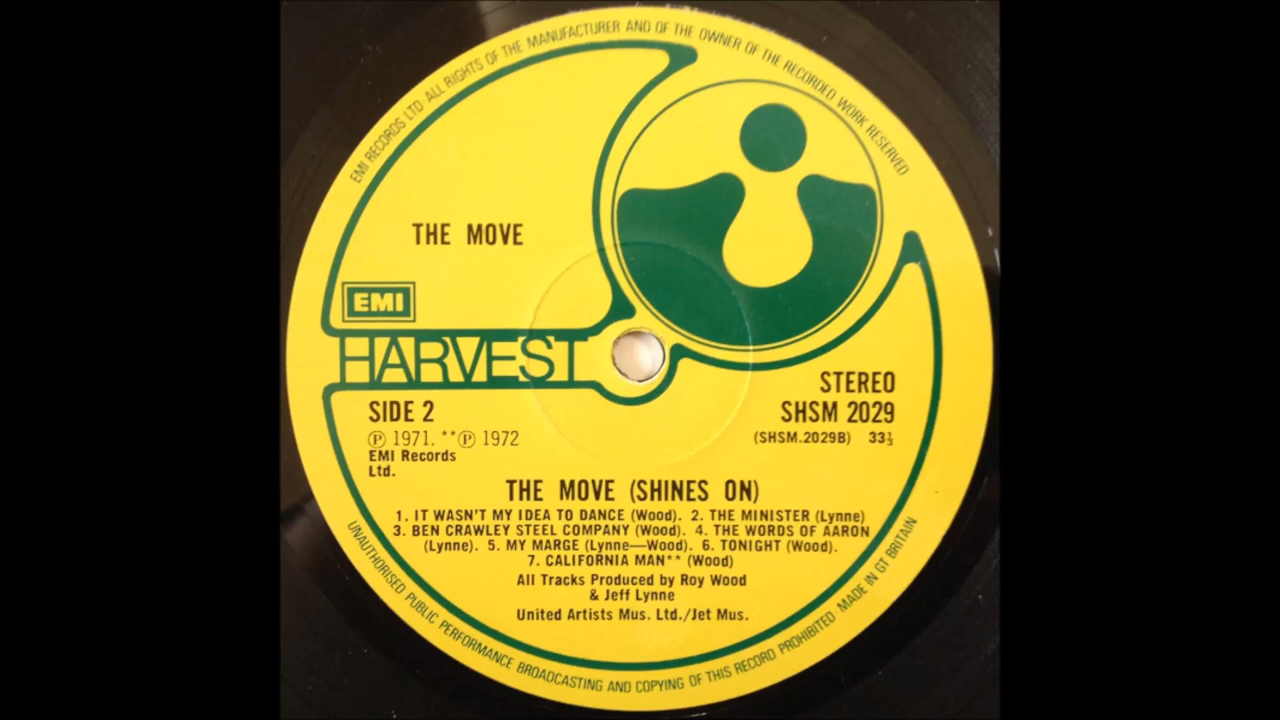 EMI RECORDS LTD· ALL RIGHTS OF THE MANUFACTURER AND OF THE OWNER OF THE RECORDED WORK RESERVED
THE MOVE
EMI
HARVEST
STEREO
SHSM 2029
(SHSM.2029B) 33⅓
SIDE 2
Ⓟ 1971. **Ⓟ 1972
EMI Records
Ltd.
THE MOVE (SHINES ON)
1. IT WASN'T MY IDEA TO DANCE (Wood). 2. THE MINISTER (Lynne)
3. BEN CRAWLEY STEEL COMPANY (Wood). 4. THE WORDS OF AARON
(Lynne). 5. MY MARGE (Lynne—Wood). 6. TONIGHT (Wood).
7. CALIFORNIA MAN** (Wood)
All Tracks Produced by Roy Wood
& Jeff Lynne
United Artists Mus. Ltd./Jet Mus.
UNAUTHORISED PUBLIC PERFORMANCE BROADCASTING AND COPYING OF THIS RECORD PROHIBITED· MADE IN GT BRITAIN